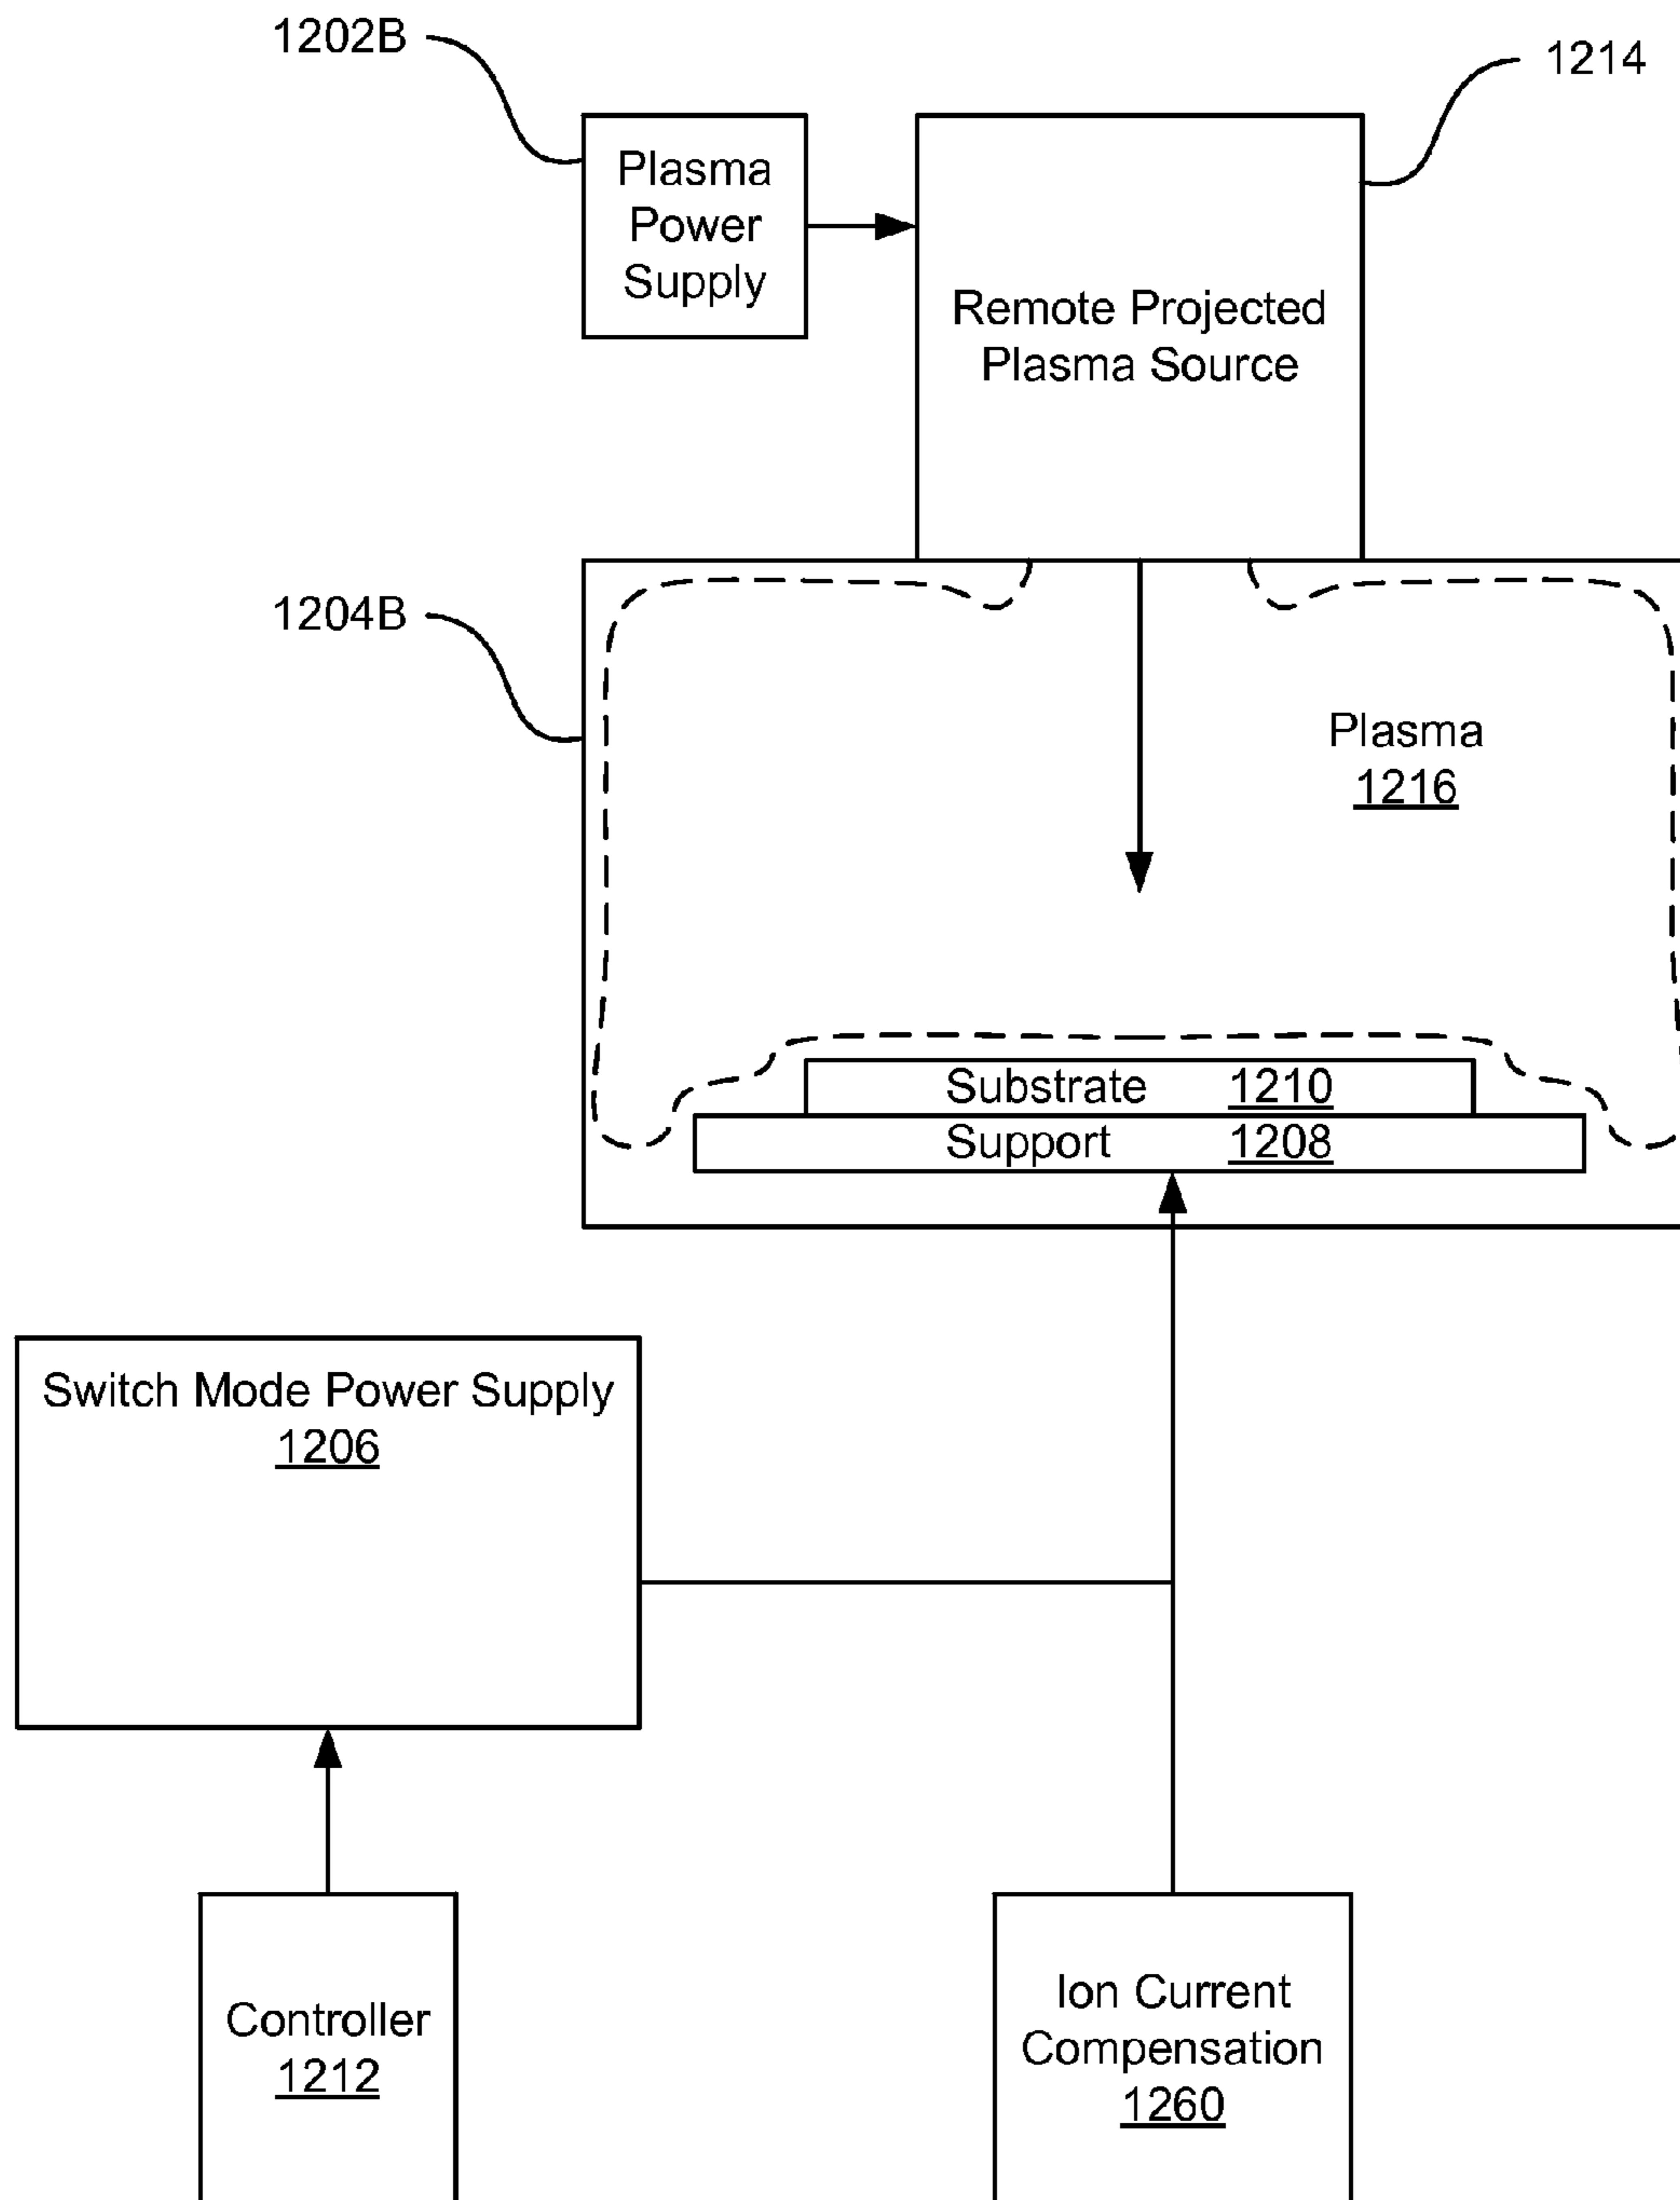 1202B
1214
Plasma
Power
Supply
Remote Projected
Plasma Source
1204B
Plasma
1216
Substrate 1210
Support 1208
Switch Mode Power Supply
1206
Controller
1212
Ion Current
Compensation
1260